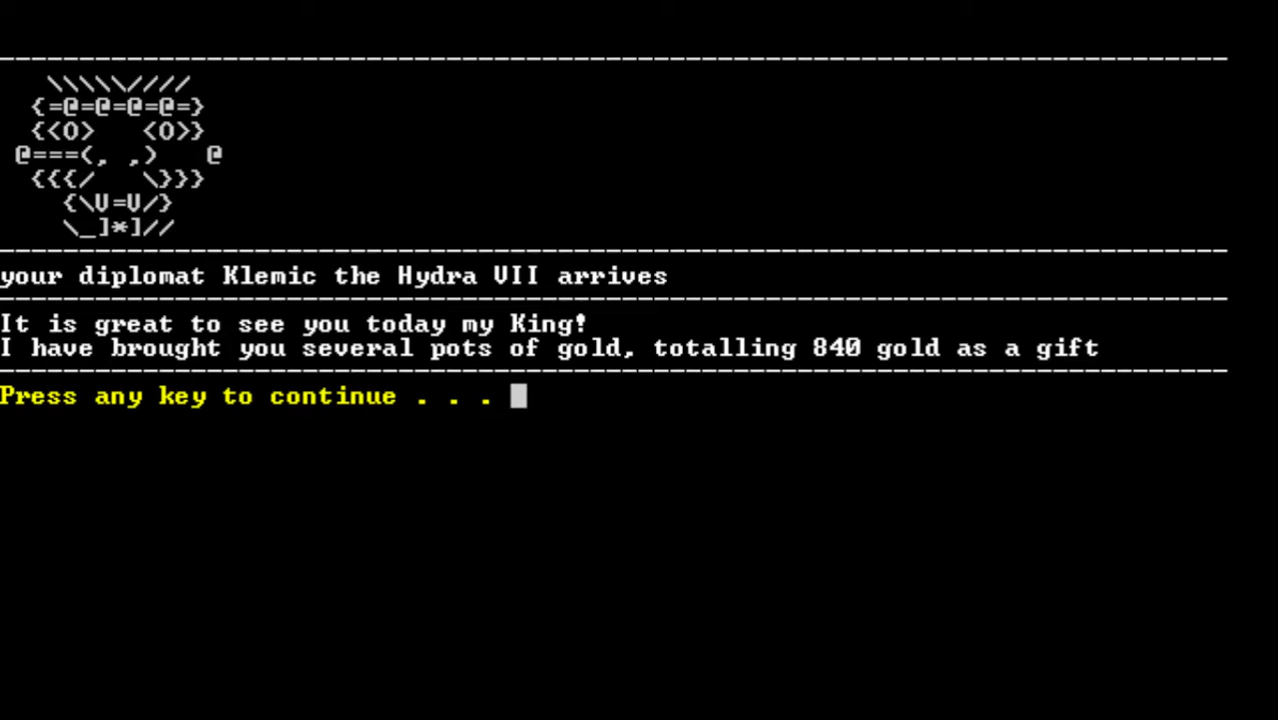 --------------------------------------------------------------------------------
   \\\\\////
  {=@=@=@=@=}
  {<O>   <O>}
 @===(, ,)   @
  {{{/   \}}}
    {\V=V/}
    \_]*]//
--------------------------------------------------------------------------------
your diplomat Klemic the Hydra VII arrives
--------------------------------------------------------------------------------
It is great to see you today my King!
I have brought you several pots of gold, totalling 840 gold as a gift
--------------------------------------------------------------------------------
Press any key to continue . . .